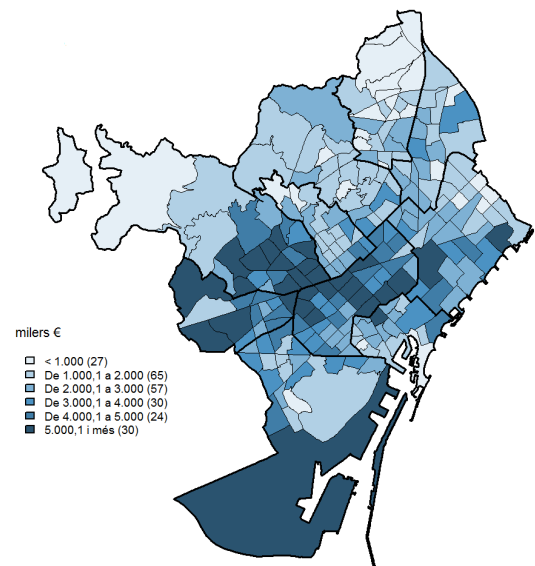 milers €
< 1.000 (27)
De 1.000,1 a 2.000 (65)
De 2.000,1 a 3.000 (57)
De 3.000,1 a 4.000 (30)
De 4.000,1 a 5.000 (24)
5.000,1 i més (30)